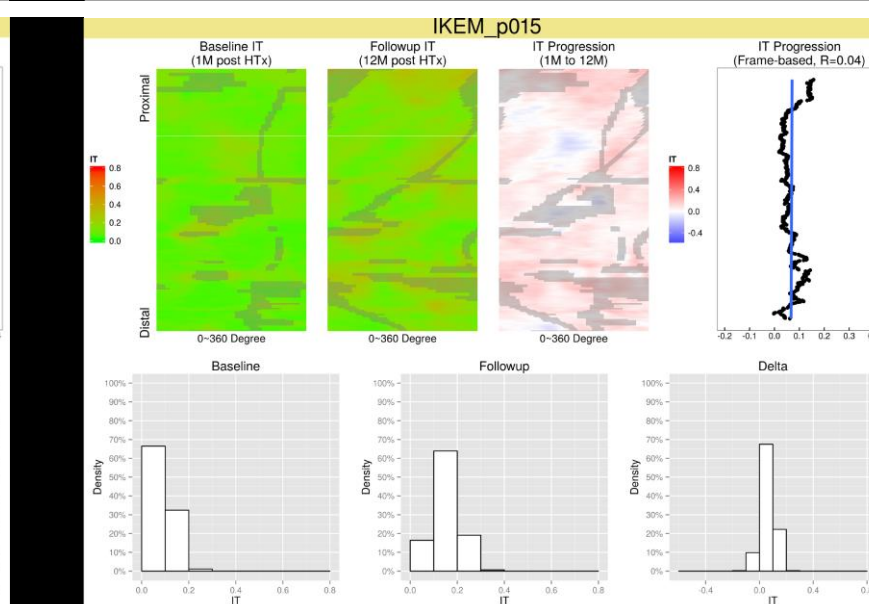 IKEM_p015
Baseline IT
(1M post HTx)
Followup IT
(12M post HTx)
IT Progression
(1M to 12M)
IT Progression
(Frame-based, R=0.04)
Proximal
Distal
IT
0.8
0.6
0.4
0.2
0.0
IT
0.8
0.4
0.0
-0.4
0~360 Degree
0~360 Degree
0~360 Degree
-0.2 -0.1 0.0 0.1 0.2 0.3
Baseline
Density
100%
90%
80%
70%
60%
50%
40%
30%
20%
10%
0%
0.0 0.2 0.4 0.6 0.8
IT
Followup
Density
100%
90%
80%
70%
60%
50%
40%
30%
20%
10%
0%
0.0 0.2 0.4 0.6 0.8
IT
Delta
Density
100%
90%
80%
70%
60%
50%
40%
30%
20%
10%
0%
-0.4 0.0 0.4
IT